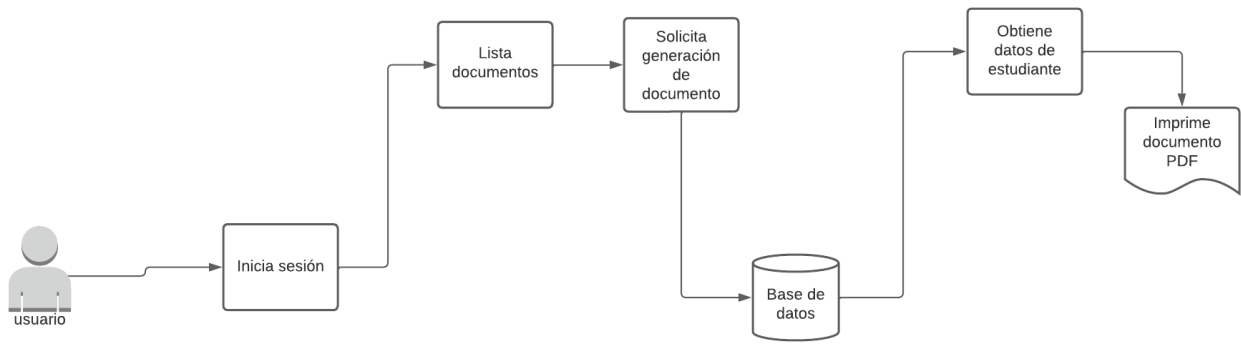 usuario
Inicia sesión
Lista
documentos
Solicita
generación
de
documento
Base de
datos
Obtiene
datos de
estudiante
Imprime
documento
PDF